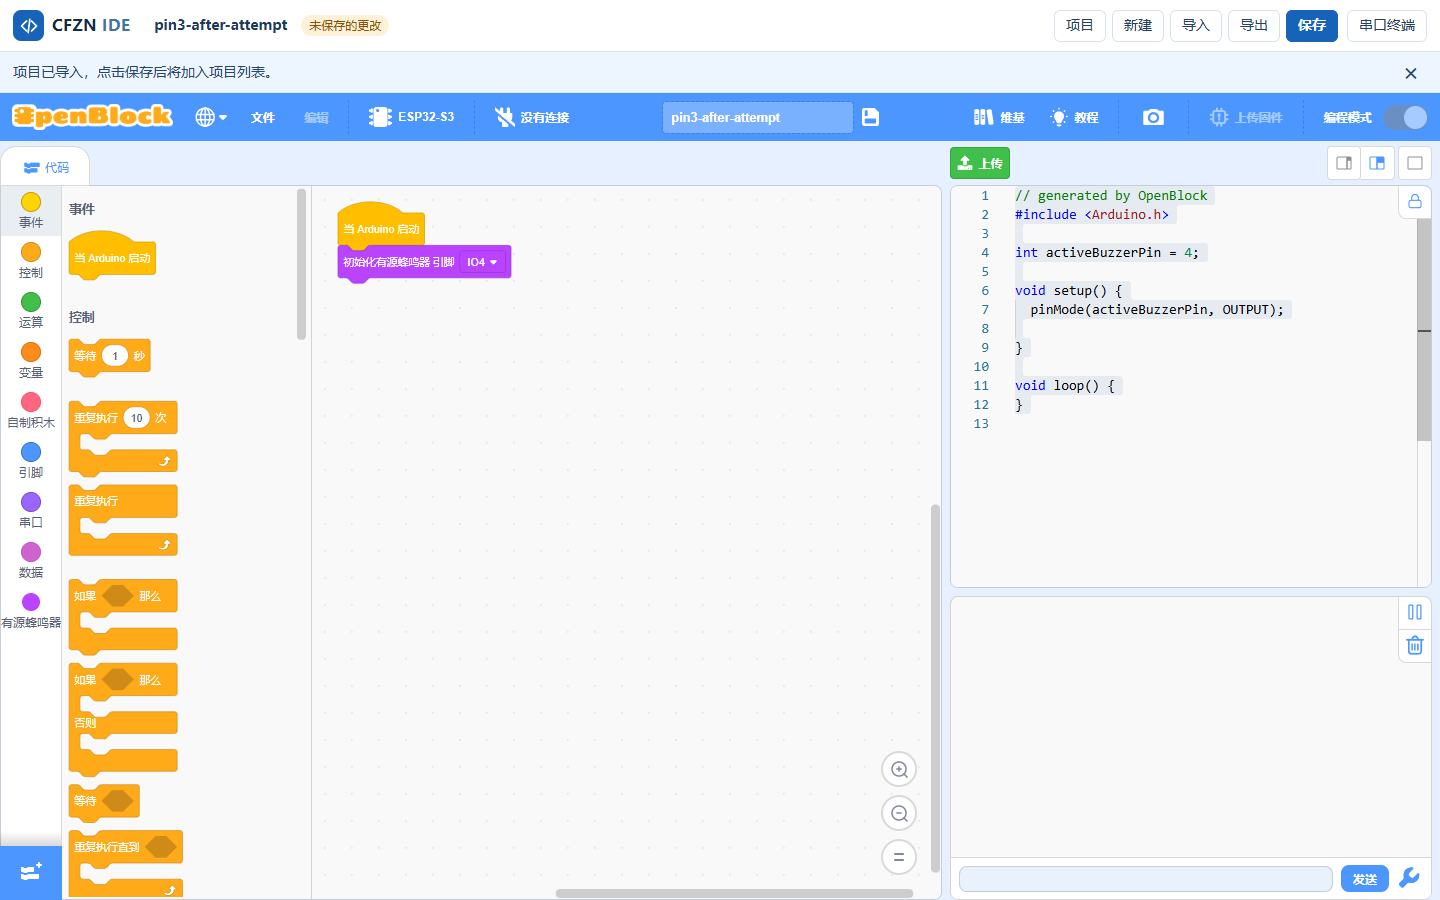 CFZN IDE pin3-after-attempt 未保存的更改 项目 新建 导入 导出 保存 串口终端
项目已导入，点击保存后将加入项目列表。
OpenBlock 文件 编辑 ESP32-S3 没有连接 pin3-after-attempt 维基 教程 上传固件 编程模式
代码
上传
事件
控制
运算
变量
自制积木
引脚
串口
数据
有源蜂鸣器
事件
当 Arduino 启动
控制
等待 1 秒
重复执行 10 次
重复执行
如果 那么
如果 那么
否则
等待
重复执行直到
当 Arduino 启动
初始化有源蜂鸣器 引脚 IO4
1 // generated by OpenBlock
2 #include <Arduino.h>
3
4 int activeBuzzerPin = 4;
5
6 void setup() {
7 pinMode(activeBuzzerPin, OUTPUT);
8
9 }
10
11 void loop() {
12 }
13
发送